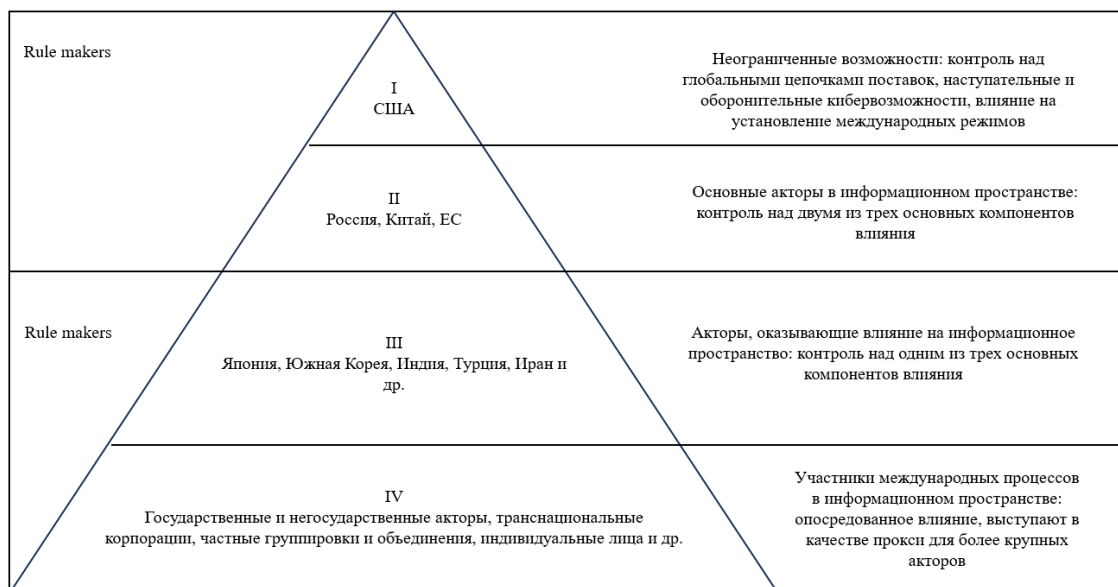 Rule makers
I
США
Неограниченные возможности: контроль над
глобальными цепочками поставок, наступательные и
оборонительные кибервозможности, влияние на
установление международных режимов
II
Россия, Китай, ЕС
Основные акторы в информационном пространстве:
контроль над двумя из трех основных компонентов
влияния
Rule makers
III
Япония, Южная Корея, Индия, Турция, Иран и
др.
Акторы, оказывающие влияние на информационное
пространство: контроль над одним из трех основных
компонентов влияния
IV
Государственные и негосударственные акторы, транснациональные
корпорации, частные группировки и объединения, индивидуальные лица и др.
Участники международных процессов
в информационном пространстве:
опосредованное влияние, выступают в
качестве прокси для более крупных
акторов